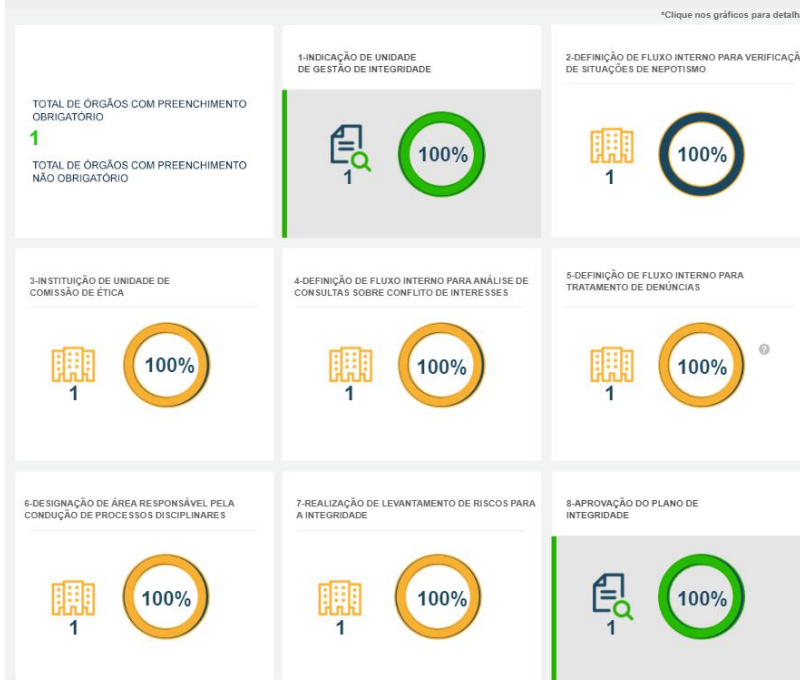 *Clique nos gráficos para detalh
TOTAL DE ÓRGÃOS COM PREENCHIMENTO
OBRIGATÓRIO
1
TOTAL DE ÓRGÃOS COM PREENCHIMENTO
NÃO OBRIGATÓRIO
1-INDICAÇÃO DE UNIDADE
DE GESTÃO DE INTEGRIDADE
1
100%
2-DEFINIÇÃO DE FLUXO INTERNO PARA VERIFICAÇÃ
DE SITUAÇÕES DE NEPOTISMO
1
100%
3-INSTITUIÇÃO DE UNIDADE DE
COMISSÃO DE ÉTICA
1
100%
4-DEFINIÇÃO DE FLUXO INTERNO PARA ANÁLISE DE
CONSULTAS SOBRE CONFLITO DE INTERESSES
1
100%
5-DEFINIÇÃO DE FLUXO INTERNO PARA
TRATAMENTO DE DENÚNCIAS
1
100%
?
6-DESIGNAÇÃO DE ÁREA RESPONSÁVEL PELA
CONDUÇÃO DE PROCESSOS DISCIPLINARES
1
100%
7-REALIZAÇÃO DE LEVANTAMENTO DE RISCOS PARA
A INTEGRIDADE
1
100%
8-APROVAÇÃO DO PLANO DE
INTEGRIDADE
1
100%